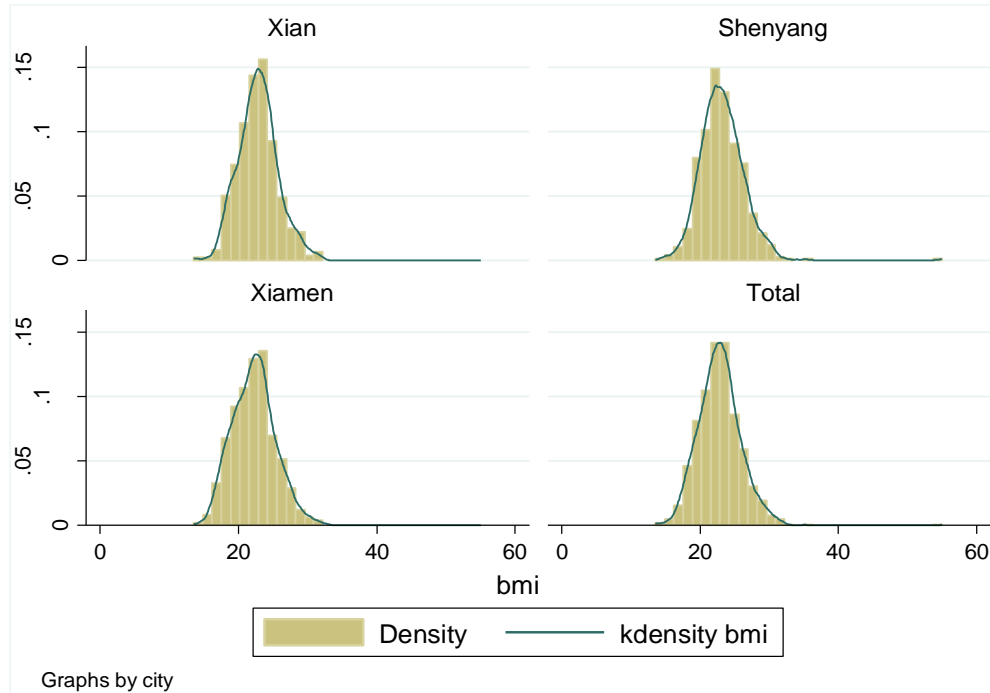 Xian
Shenyang
0 .05 .1 .15
Xiamen
Total
0 .05 .1 .15
0 20 40 60
0 20 40 60
bmi
Density
kdensity bmi
Graphs by city